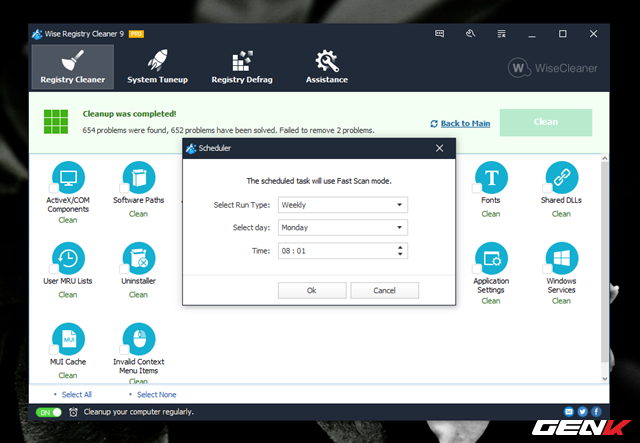 Wise Registry Cleaner 9 PRO
Registry Cleaner
System Tuneup
Registry Defrag
Assistance
W WiseCleaner
Cleanup was completed!
654 problems were found, 652 problems have been solved. Failed to remove 2 problems.
Back to Main
Clean
Scheduler
The scheduled task will use Fast Scan mode.
Select Run Type: Weekly
Select day: Monday
Time: 08 : 01
Ok
Cancel
ActiveX/COM
Components
Clean
Software Paths
Clean
T
Fonts
Clean
Shared DLLs
Clean
User MRU Lists
Clean
Uninstaller
Clean
Application
Settings
Clean
Windows
Services
Clean
MUI
MUI Cache
Clean
Invalid Context
Menu Items
Clean
Select All
Select None
ON
Cleanup your computer regularly.
GENK